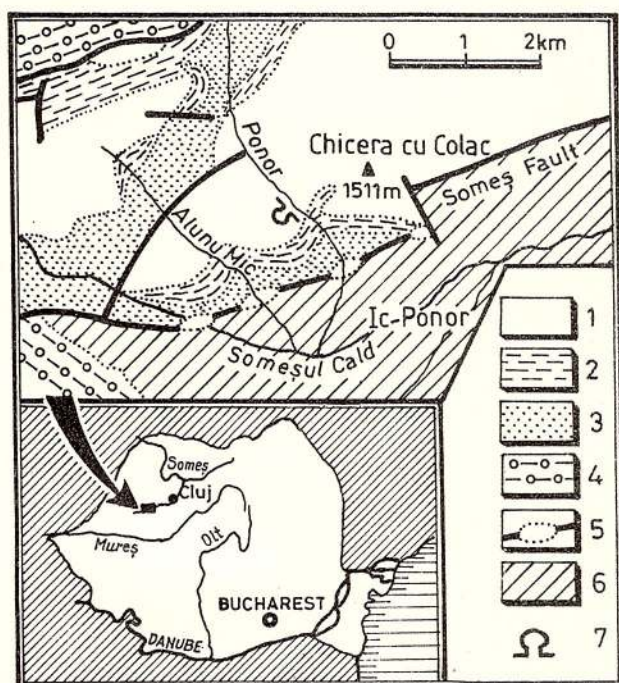 0 1 2km
Ponor
Chicera cu Colac
1511m
Someș Fault
Alunu Mic
Ic-Ponor
Someșul Cald
1
2
3
4
5
6
7
Someș
Cluj
Mureș
Olt
BUCHAREST
DANUBE